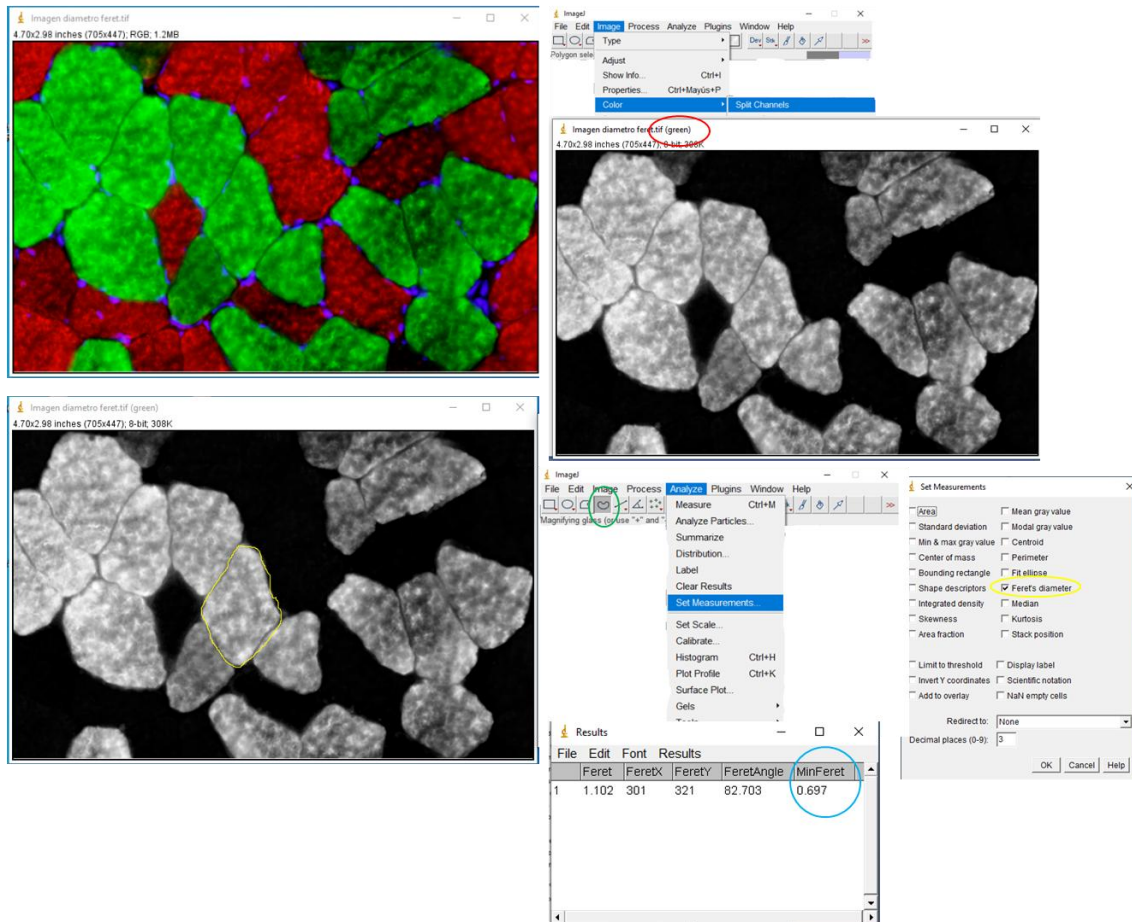 Imagen diametro feret.tif
4.70x2.98 inches (705x447); RGB; 1.2MB
ImageJ
File Edit Image Process Analyze Plugins Window Help
Dev Stk >>
Polygon sele
Type
Adjust
Show Info... Ctrl+I
Properties... Ctrl+Mayús+P
Color Split Channels
Imagen diametro feret.tif (green)
4.70x2.98 inches (705x447); 8-bit; 308K
Imagen diametro feret.tif (green)
4.70x2.98 inches (705x447); 8-bit; 308K
ImageJ
File Edit Image Process Analyze Plugins Window Help
>>
Magnifying glass (or use "+" and "
Measure Ctrl+M
Analyze Particles...
Summarize
Distribution...
Label
Clear Results
Set Measurements...
Set Scale...
Calibrate...
Histogram Ctrl+H
Plot Profile Ctrl+K
Surface Plot...
Gels
Set Measurements
Area Mean gray value
Standard deviation Modal gray value
Min & max gray value Centroid
Center of mass Perimeter
Bounding rectangle Fit ellipse
Shape descriptors Feret's diameter
Integrated density Median
Skewness Kurtosis
Area fraction Stack position
Limit to threshold Display label
Invert Y coordinates Scientific notation
Add to overlay NaN empty cells
Redirect to: None
Decimal places (0-9): 3
OK Cancel Help
Results
File Edit Font Results
Feret FeretX FeretY FeretAngle MinFeret
1 1.102 301 321 82.703 0.697